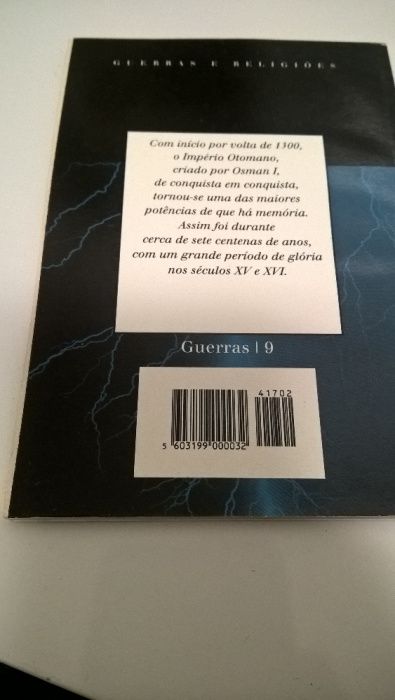 GUERRAS E RELIGIÕES
Com início por volta de 1300,
o Império Otomano,
criado por Osman I,
de conquista em conquista,
tornou-se uma das maiores
potências de que há memória.
Assim foi durante
cerca de sete centenas de anos,
com um grande período de glória
nos séculos XV e XVI.
Guerras | 9
41702
5 603199 000032